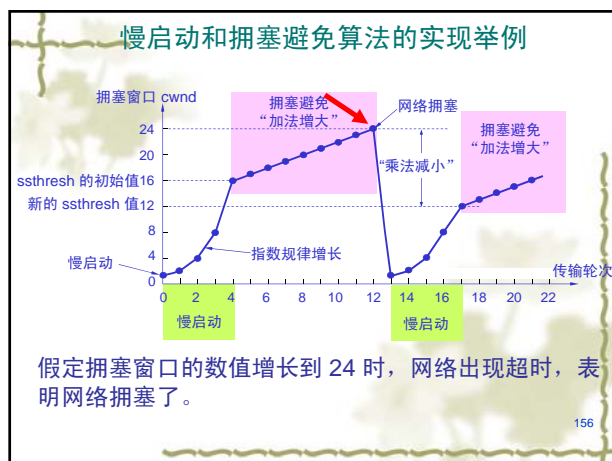 慢启动和拥塞避免算法的实现举例
拥塞窗口 cwnd
拥塞避免
“加法增大”
网络拥塞
拥塞避免
“加法增大”
24
20
“乘法减小”
ssthresh 的初始值16
新的 ssthresh 值12
8
4
0
指数规律增长
慢启动
传输轮次
0 2 4 6 8 10 12 14 16 18 20 22
慢启动
慢启动
假定拥塞窗口的数值增长到 24 时，网络出现超时，表
明网络拥塞了。
156